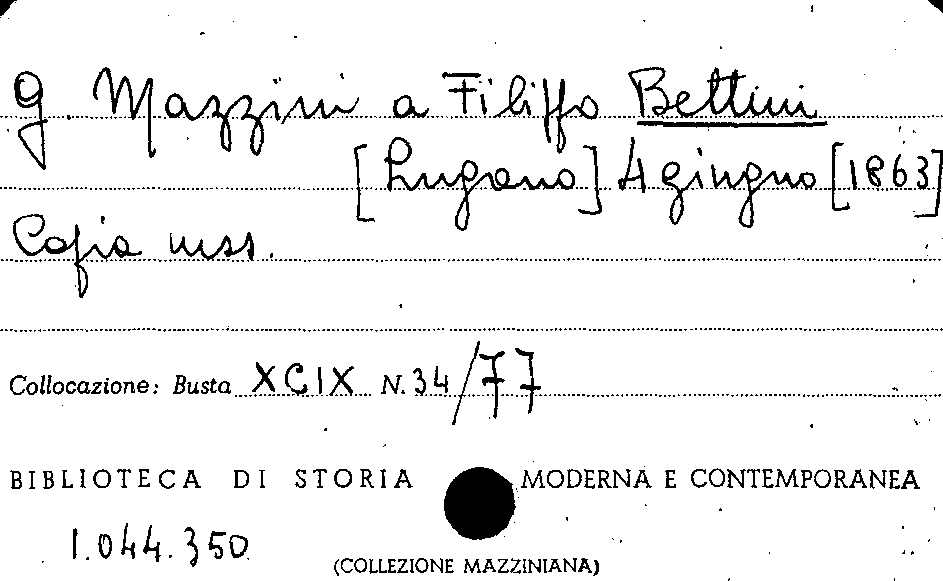 G. Mazzini a Filippo Bettini
[Lugano] 4 giugno [1863]
Copia mss.
Collocazione: Busta XCIX N. 34/77
BIBLIOTECA DI STORIA MODERNA E CONTEMPORANEA
1.044.350
(COLLEZIONE MAZZINIANA)